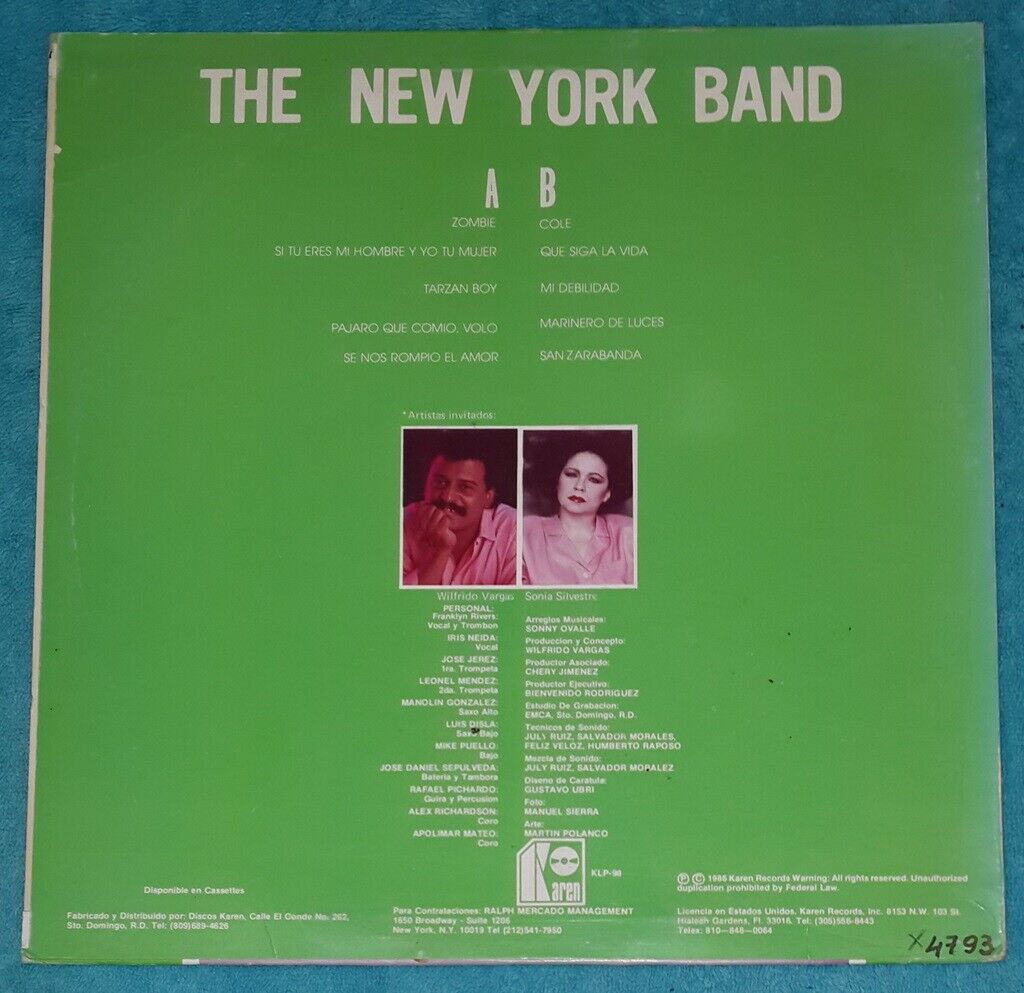 THE NEW YORK BAND
A
ZOMBIE
SI TU ERES MI HOMBRE Y YO TU MUJER
TARZAN BOY
PAJARO QUE COMIO, VOLO
SE NOS ROMPIO EL AMOR
B
COLE
QUE SIGA LA VIDA
MI DEBILIDAD
MARINERO DE LUCES
SAN ZARABANDA
*Artistas invitados:
Wilfrido Vargas Sonia Silvestre
PERSONAL:
Franklyn Rivers:
Vocal y Trombon
IRIS NEIDA:
Vocal
JOSE JEREZ:
1ra. Trompeta
LEONEL MENDEZ:
2da. Trompeta
MANOLIN GONZALEZ:
Saxo Alto
LUIS DISLA:
Saxo Bajo
MIKE PUELLO:
Bajo
JOSE DANIEL SEPULVEDA:
Bateria y Tambora
RAFAEL PICHARDO:
Guira y Percusion
ALEX RICHARDSON:
Coro
APOLIMAR MATEO:
Coro
Arreglos Musicales:
SONNY OVALLE
Produccion y Concepto:
WILFRIDO VARGAS
Productor Asociado:
CHERY JIMENEZ
Productor Ejecutivo:
BIENVENIDO RODRIGUEZ
Estudio De Grabacion:
EMCA, Sto. Domingo, R.D.
Tecnicos de Sonido:
JULY RUIZ, SALVADOR MORALES,
FELIZ VELOZ, HUMBERTO RAPOSO
Mezcla de Sonido:
JULY RUIZ, SALVADOR MORALEZ
Diseno de Caratula:
GUSTAVO UBRI
Foto:
MANUEL SIERRA
Arte:
MARTIN POLANCO
Karen
KLP-98
Disponible en Cassettes
Fabricado y Distribuido por: Discos Karen, Calle El Conde No. 262,
Sto. Domingo, R.D. Tel: (809)689-4626
Para Contrataciones: RALPH MERCADO MANAGEMENT
1650 Broadway - Suite 1206
New York, N.Y. 10019 Tel (212)541-7950
Ⓟ © 1986 Karen Records Warning: All rights reserved. Unauthorized
duplication prohibited by Federal Law.
Licencia en Estados Unidos, Karen Records, Inc. 8153 N.W. 103 St.
Hialeah Gardens, Fl. 33016. Tel: (305)556-8443
Telex: 810-848-0064
X4793